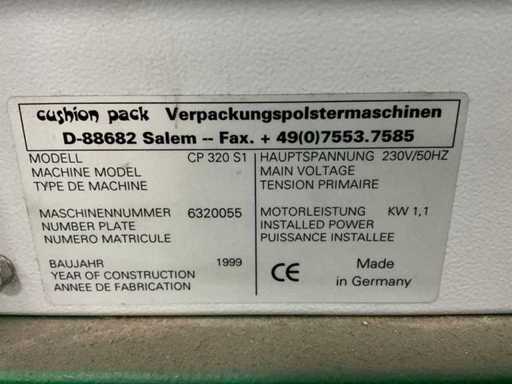 cushion pack Verpackungspolstermaschinen
D-88682 Salem -- Fax. + 49(0)7553.7585
MODELL CP 320 S1
MACHINE MODEL
TYPE DE MACHINE
HAUPTSPANNUNG 230V/50HZ
MAIN VOLTAGE
TENSION PRIMAIRE
MASCHINENNUMMER 6320055
NUMBER PLATE
NUMERO MATRICULE
MOTORLEISTUNG KW 1,1
INSTALLED POWER
PUISSANCE INSTALLEE
BAUJAHR 1999
YEAR OF CONSTRUCTION
ANNEE DE FABRICATION
CE
Made
in Germany